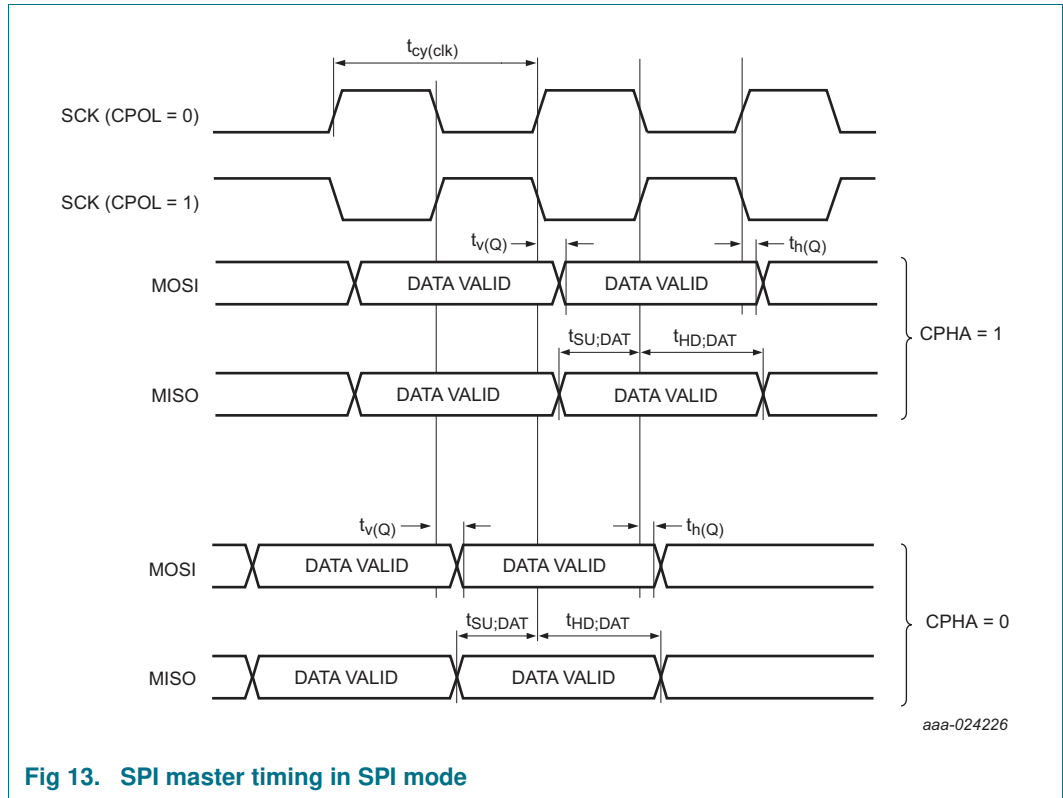 tcy(clk)
SCK (CPOL = 0)
SCK (CPOL = 1)
tv(Q)
th(Q)
MOSI
DATA VALID
DATA VALID
tSU;DAT
tHD;DAT
CPHA = 1
MISO
DATA VALID
DATA VALID
tv(Q)
th(Q)
MOSI
DATA VALID
DATA VALID
tSU;DAT
tHD;DAT
CPHA = 0
MISO
DATA VALID
DATA VALID
aaa-024226
Fig 13. SPI master timing in SPI mode